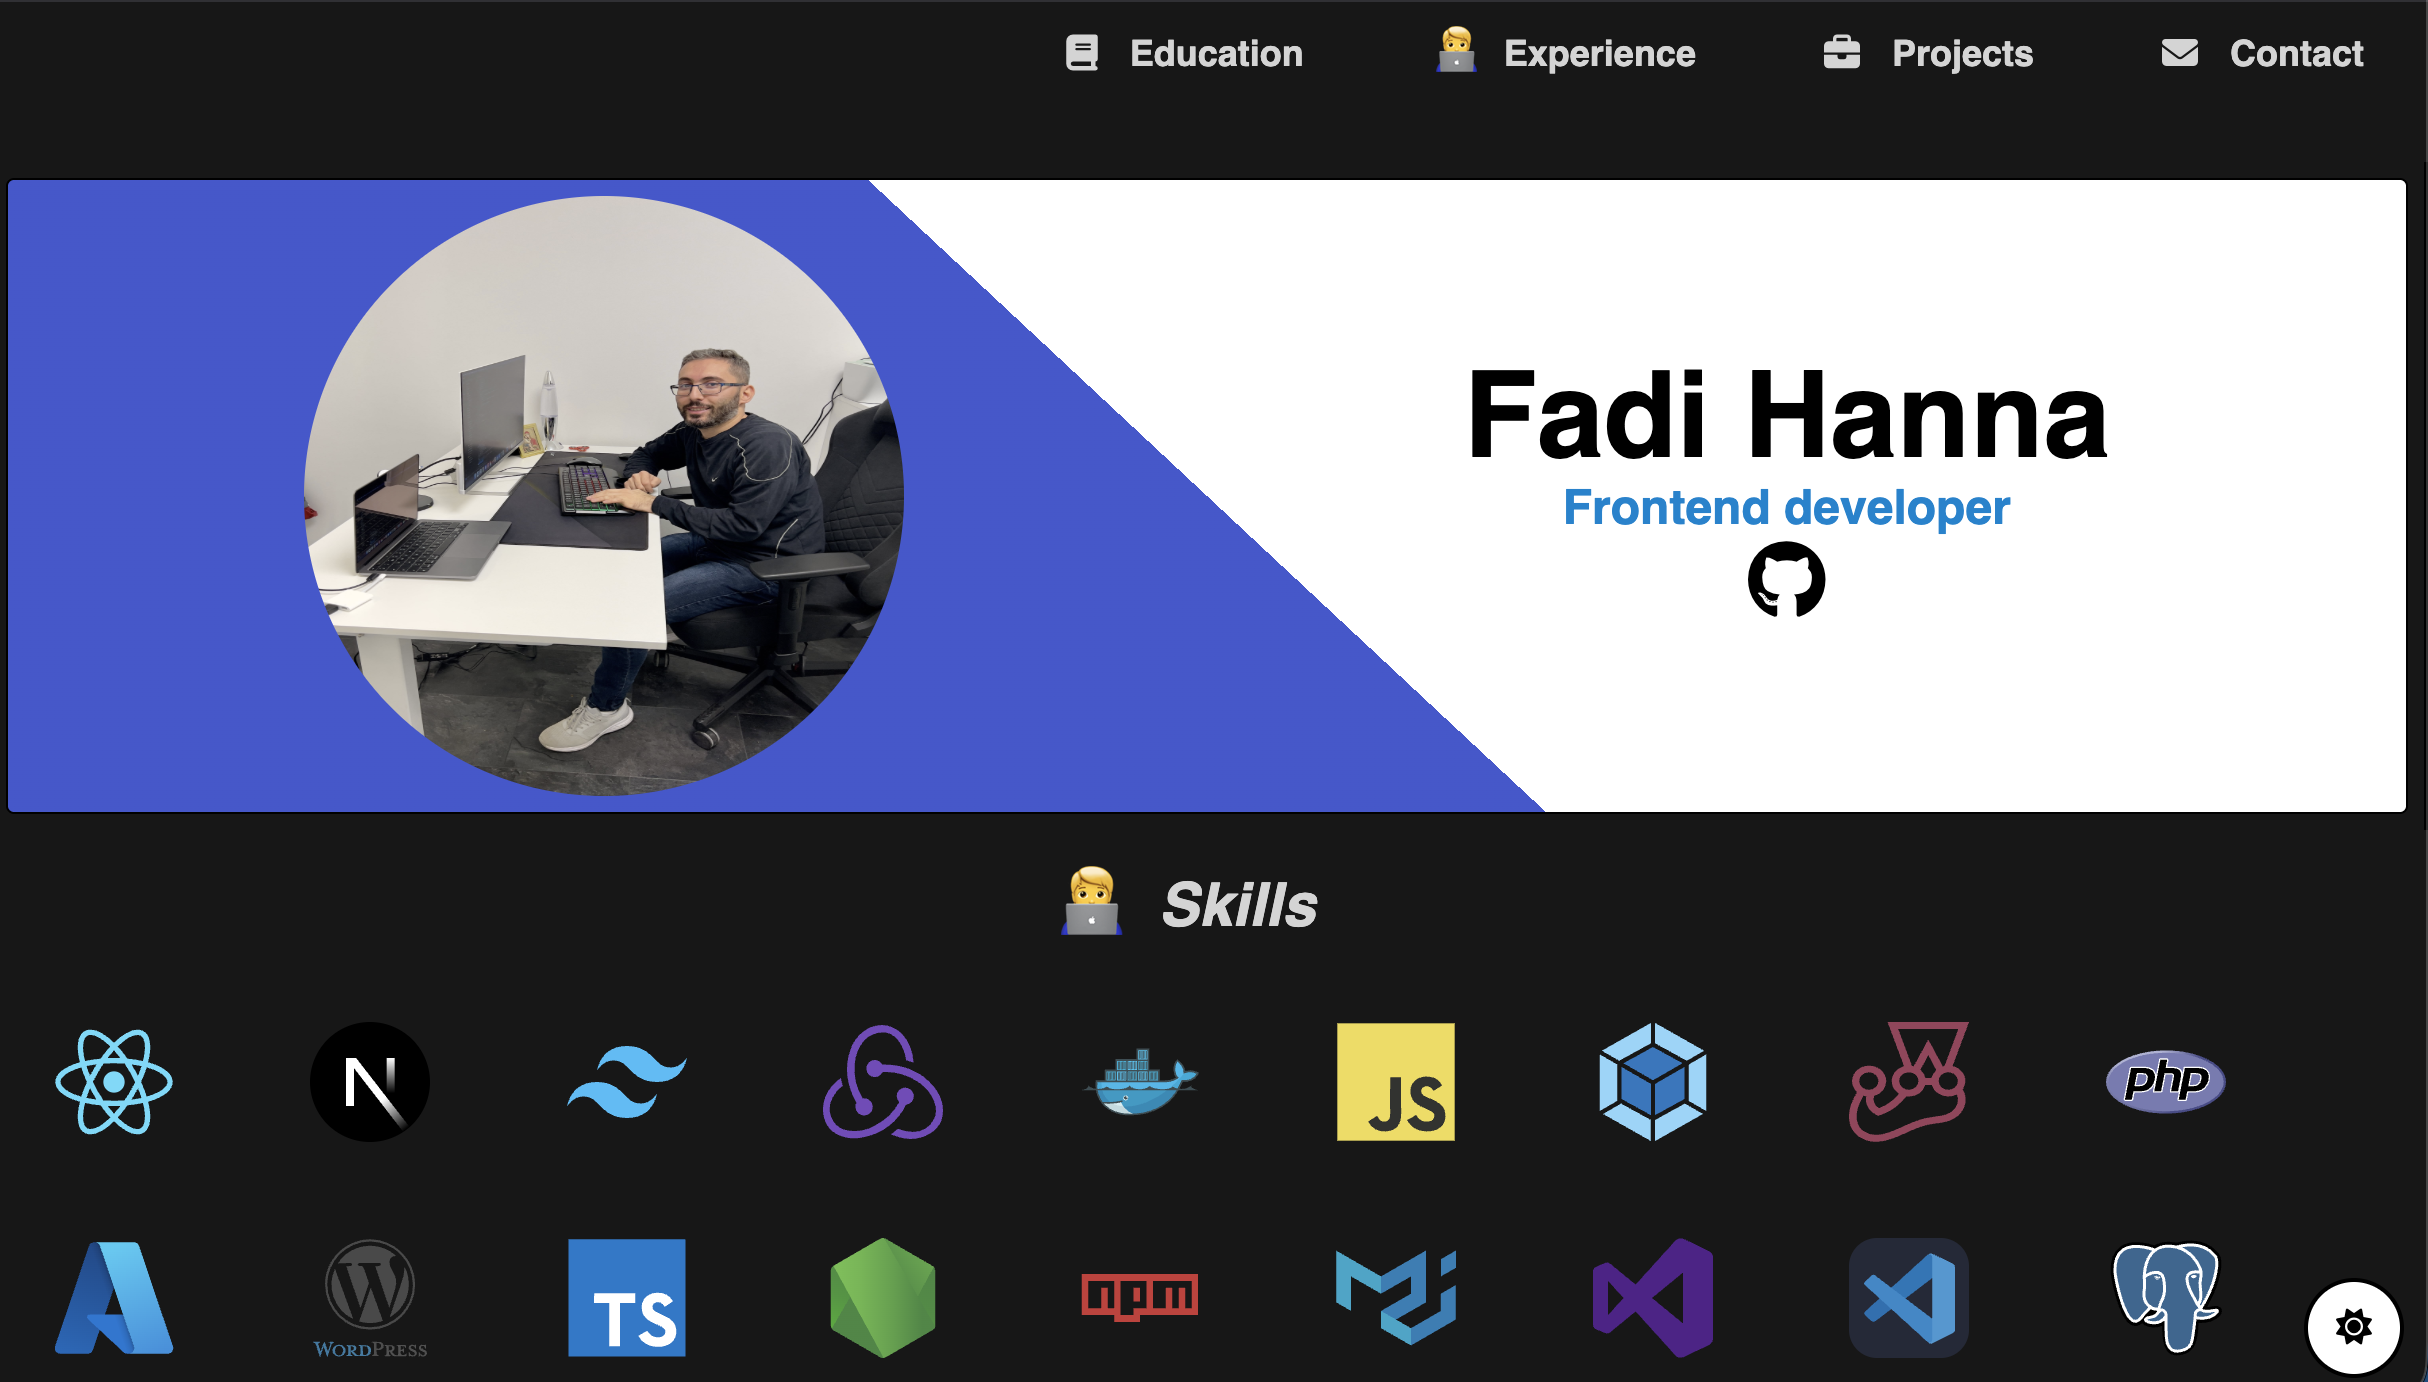 Education
Experience
Projects
Contact
Fadi Hanna
Frontend developer
Skills
N
JS
php
WORDPRESS
TS
npm